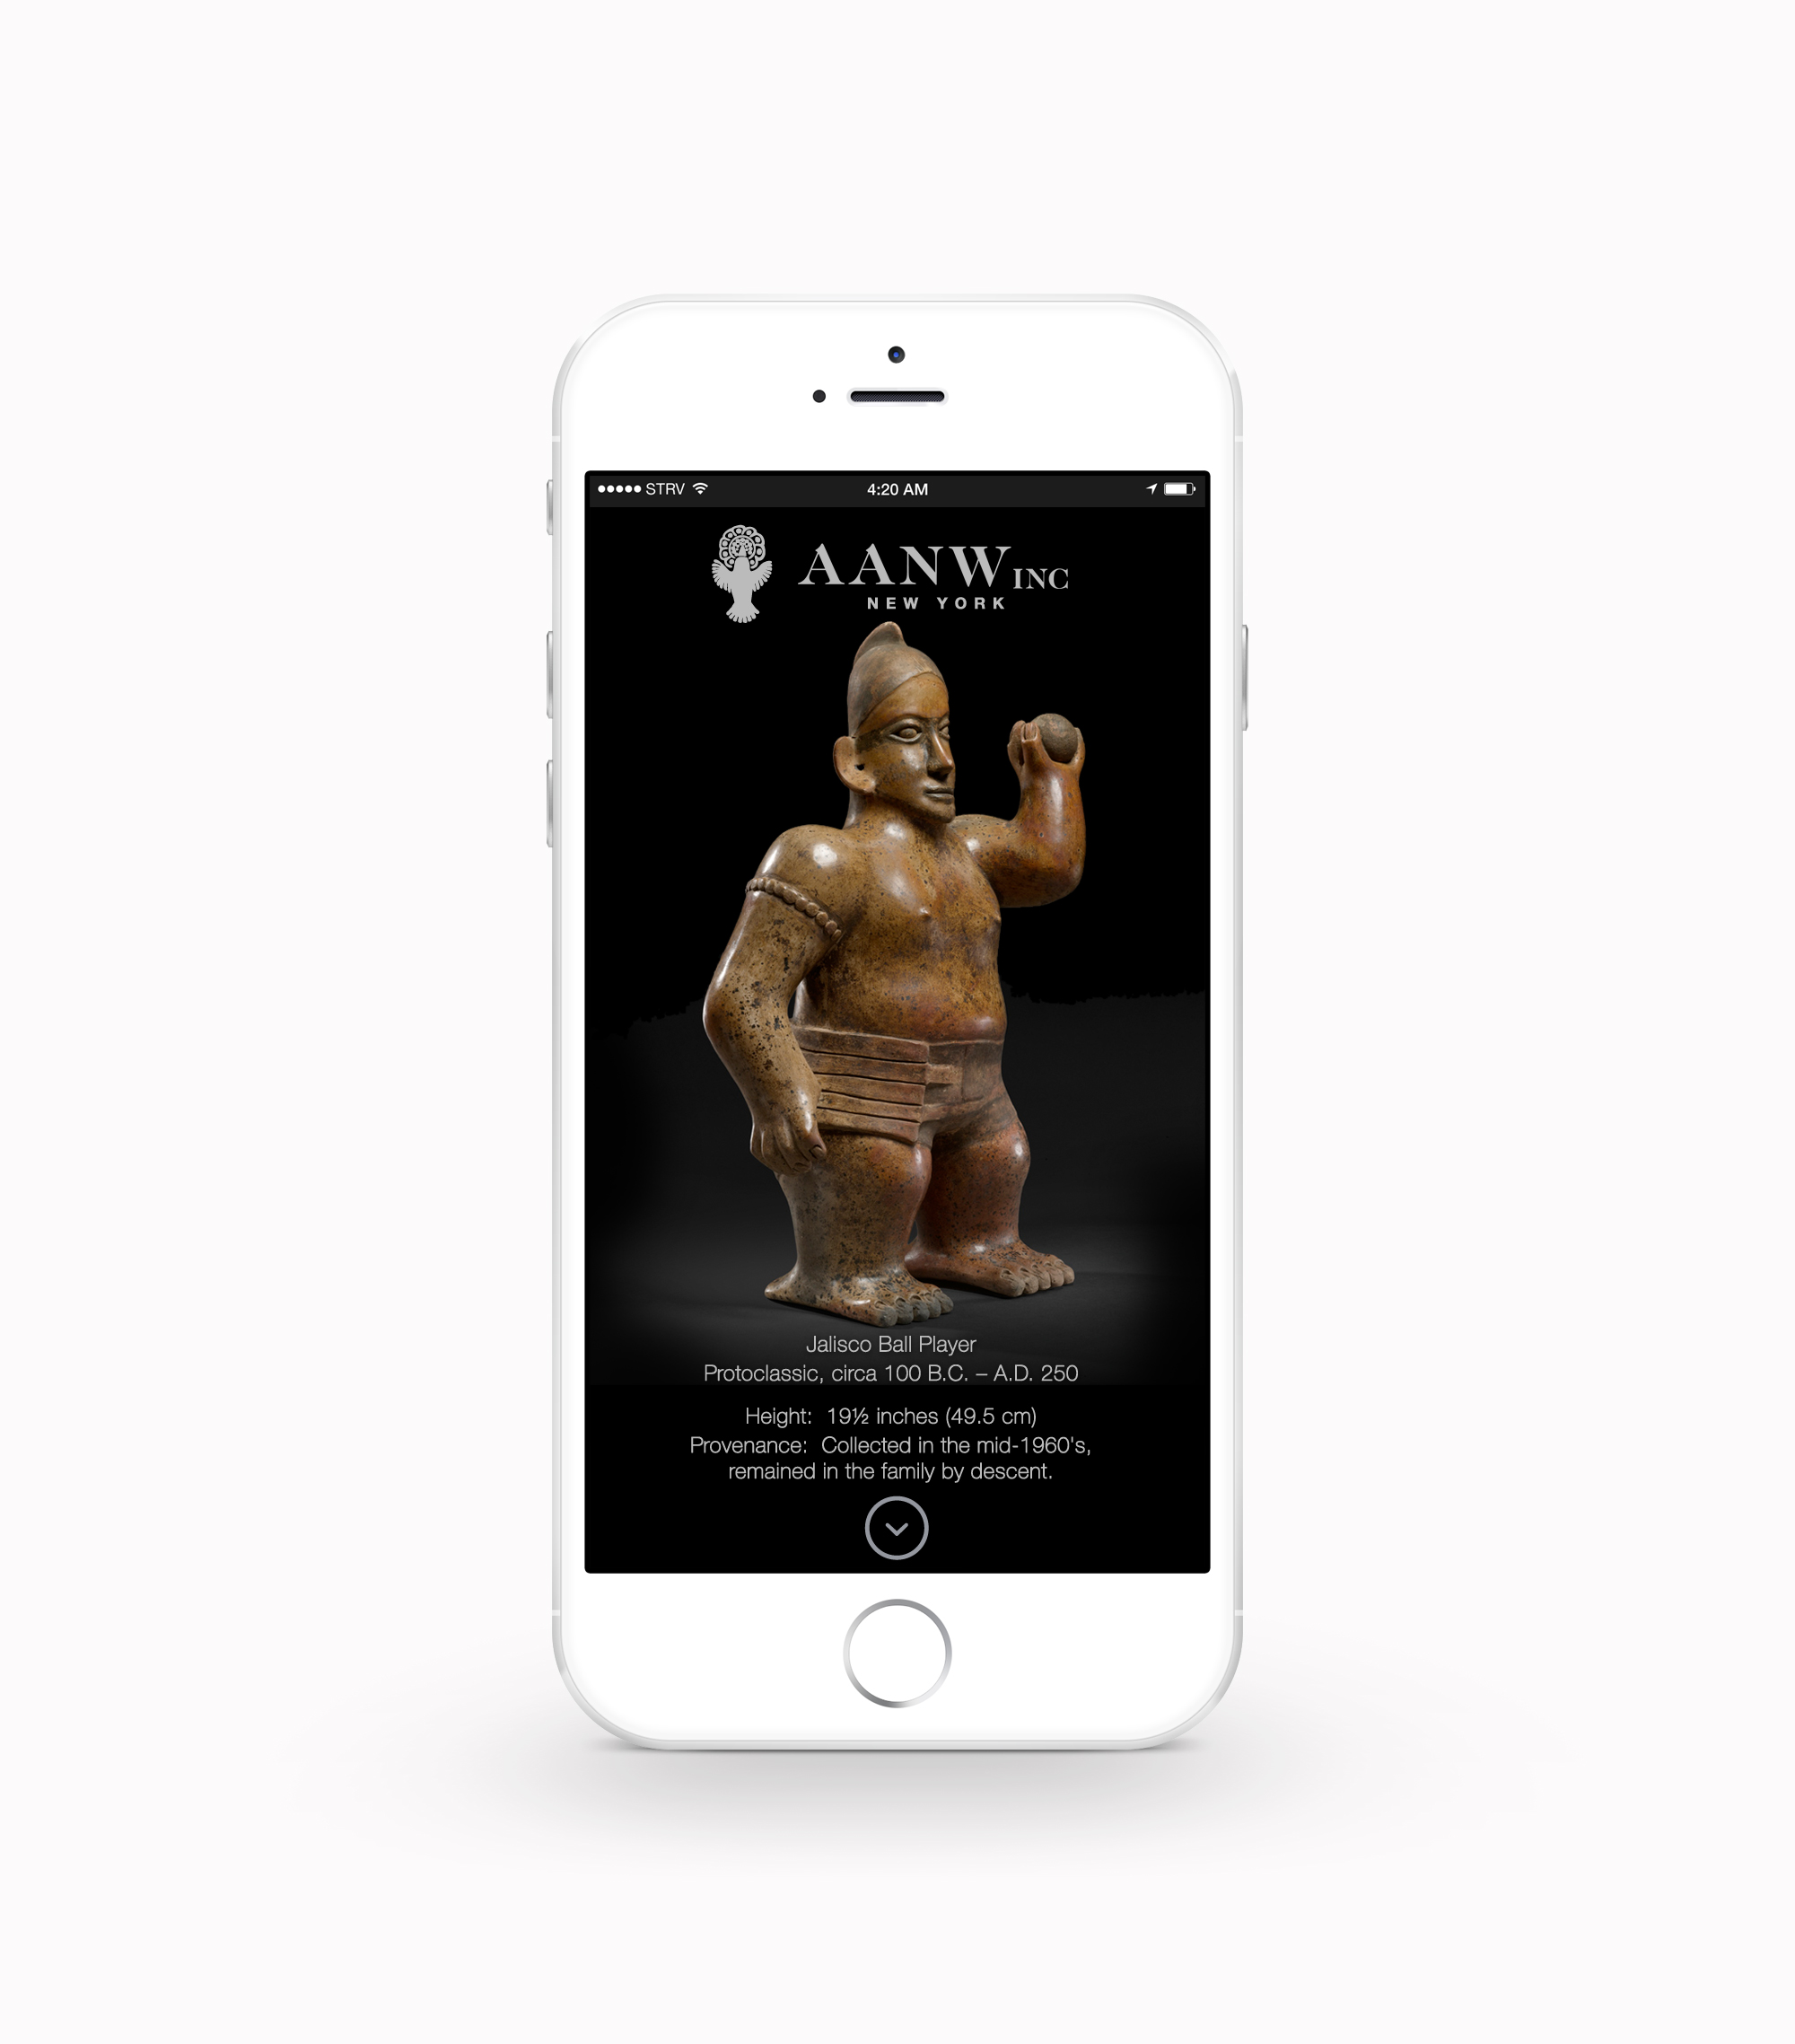 STRV 4:20 AM
AANW INC
NEW YORK
Jalisco Ball Player
Protoclassic, circa 100 B.C. – A.D. 250
Height: 19½ inches (49.5 cm)
Provenance: Collected in the mid-1960's,
remained in the family by descent.